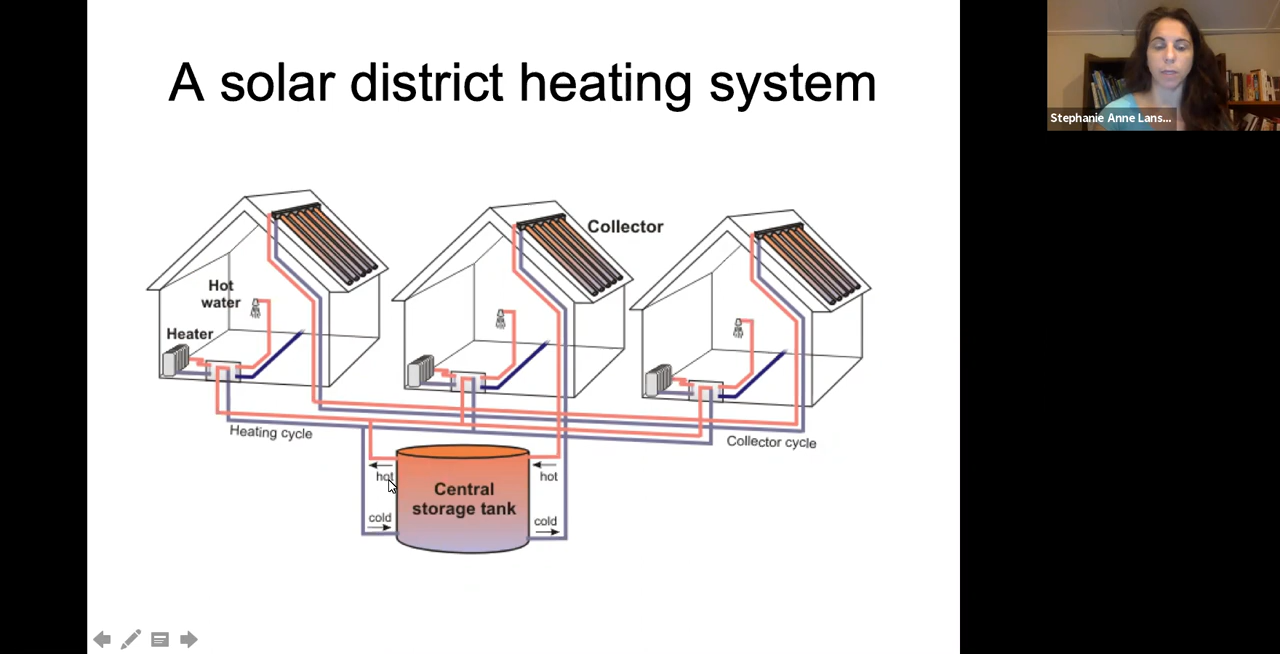 A solar district heating system
Stephanie Anne Lans...
Collector
Hot
water
Heater
Heating cycle
Collector cycle
hot
hot
Central
storage tank
cold
cold